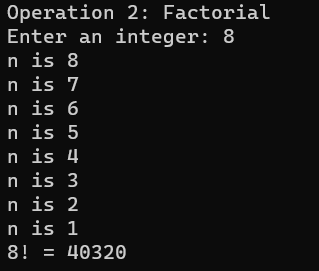 Operation 2: Factorial
Enter an integer: 8
n is 8
n is 7
n is 6
n is 5
n is 4
n is 3
n is 2
n is 1
8! = 40320